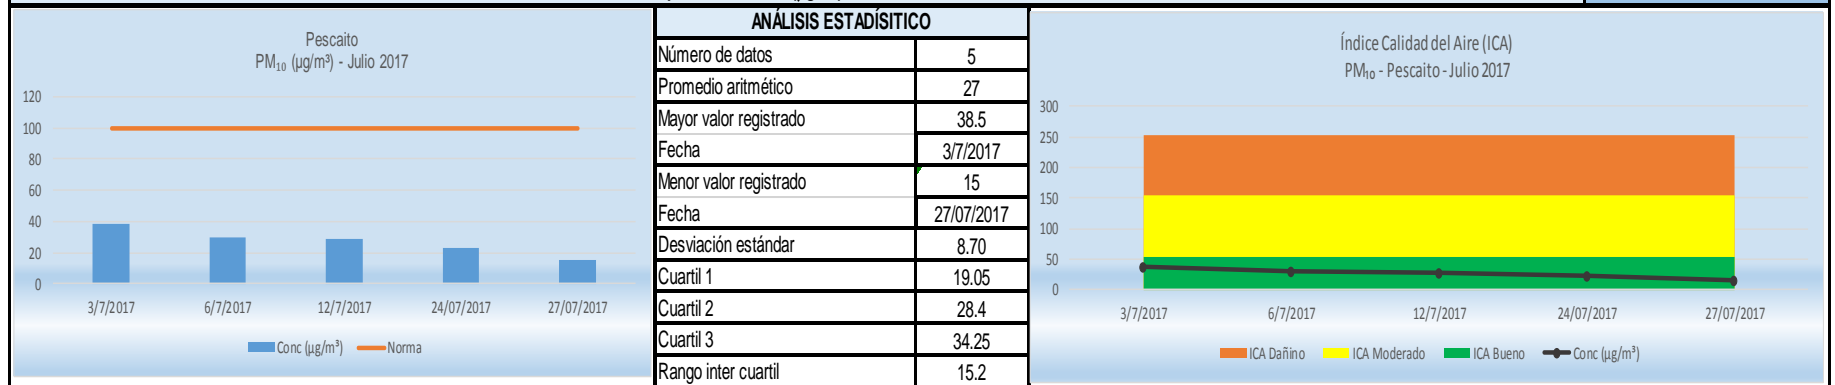 Pescaito
PM₁₀ (µg/m³) - Julio 2017
120
100
80
60
40
20
0
3/7/2017 6/7/2017 12/7/2017 24/07/2017 27/07/2017
Conc (µg/m³) Norma
ANÁLISIS ESTADÍSITICO
Número de datos 5
Promedio aritmético 27
Mayor valor registrado 38.5
Fecha 3/7/2017
Menor valor registrado 15
Fecha 27/07/2017
Desviación estándar 8.70
Cuartil 1 19.05
Cuartil 2 28.4
Cuartil 3 34.25
Rango inter cuartil 15.2
Índice Calidad del Aire (ICA)
PM₁₀ - Pescaito - Julio 2017
300
250
200
150
100
50
0
3/7/2017 6/7/2017 12/7/2017 24/07/2017 27/07/2017
ICA Dañino ICA Moderado ICA Bueno Conc (µg/m³)